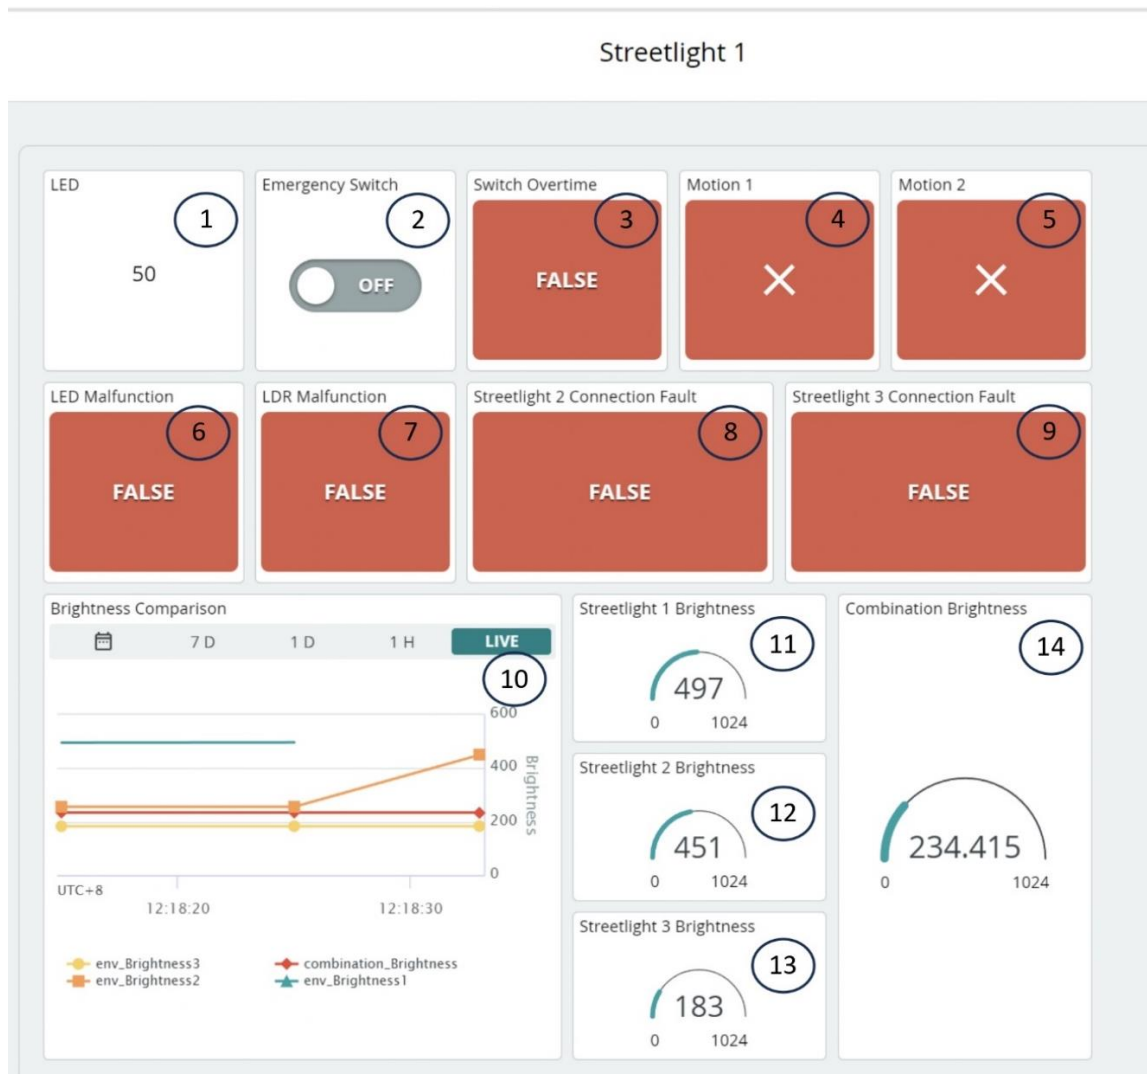 Streetlight 1
LED
1
50
Emergency Switch
2
OFF
Switch Overtime
3
FALSE
Motion 1
4
Motion 2
5
LED Malfunction
6
FALSE
LDR Malfunction
7
FALSE
Streetlight 2 Connection Fault
8
FALSE
Streetlight 3 Connection Fault
9
FALSE
Brightness Comparison
7 D 1 D 1 H LIVE
10
600
400
200
0
Brightness
UTC+8
12:18:20 12:18:30
env_Brightness3 combination_Brightness
env_Brightness2 env_Brightness1
Streetlight 1 Brightness
11
497
0 1024
Streetlight 2 Brightness
12
451
0 1024
Streetlight 3 Brightness
13
183
0 1024
Combination Brightness
14
234.415
0 1024